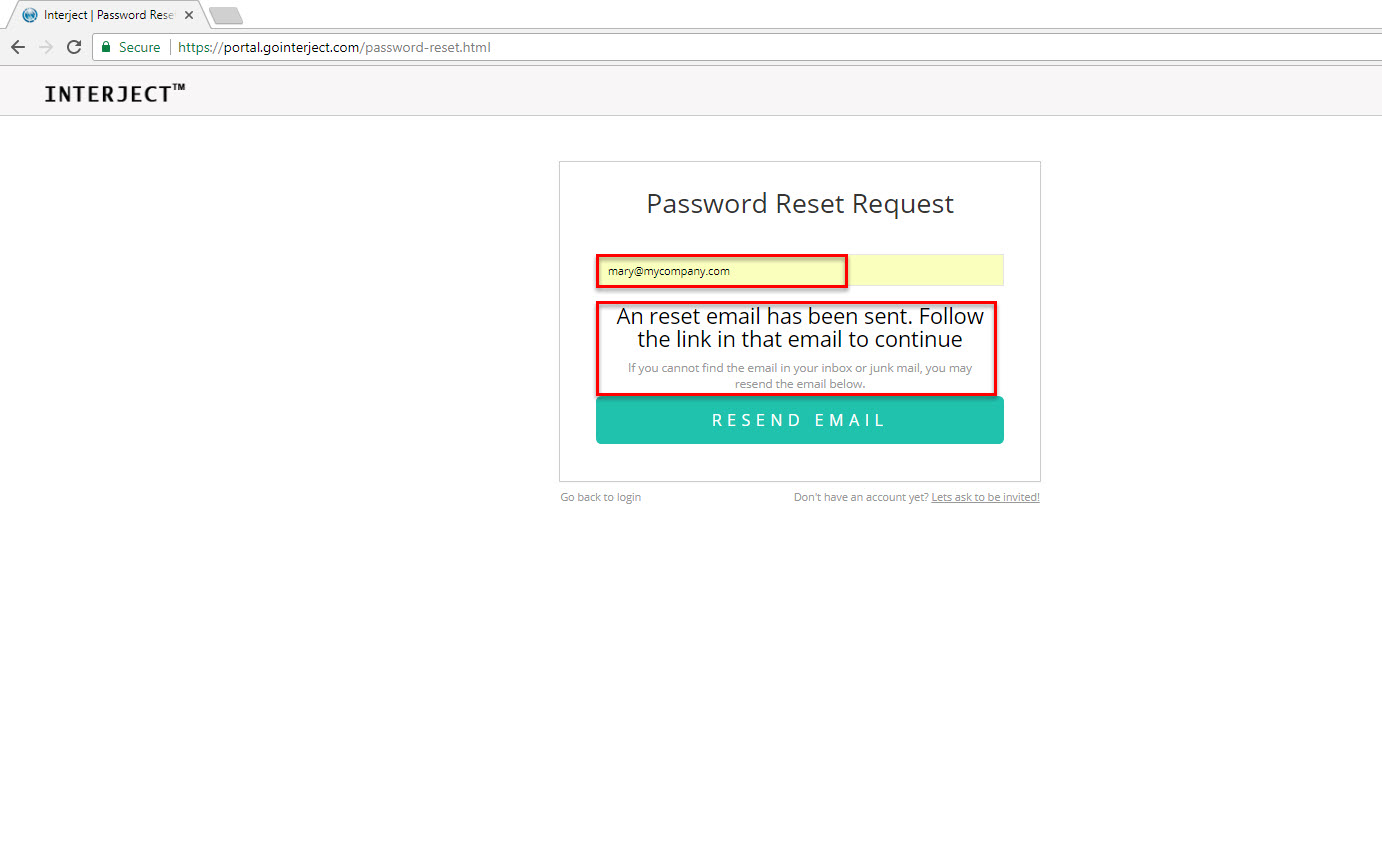 Interject | Password Rese
Secure | https://portal.gointerject.com/password-reset.html
INTERJECT™
Password Reset Request
mary@mycompany.com
An reset email has been sent. Follow
the link in that email to continue
If you cannot find the email in your inbox or junk mail, you may
resend the email below.
RESEND EMAIL
Go back to login
Don't have an account yet? Lets ask to be invited!